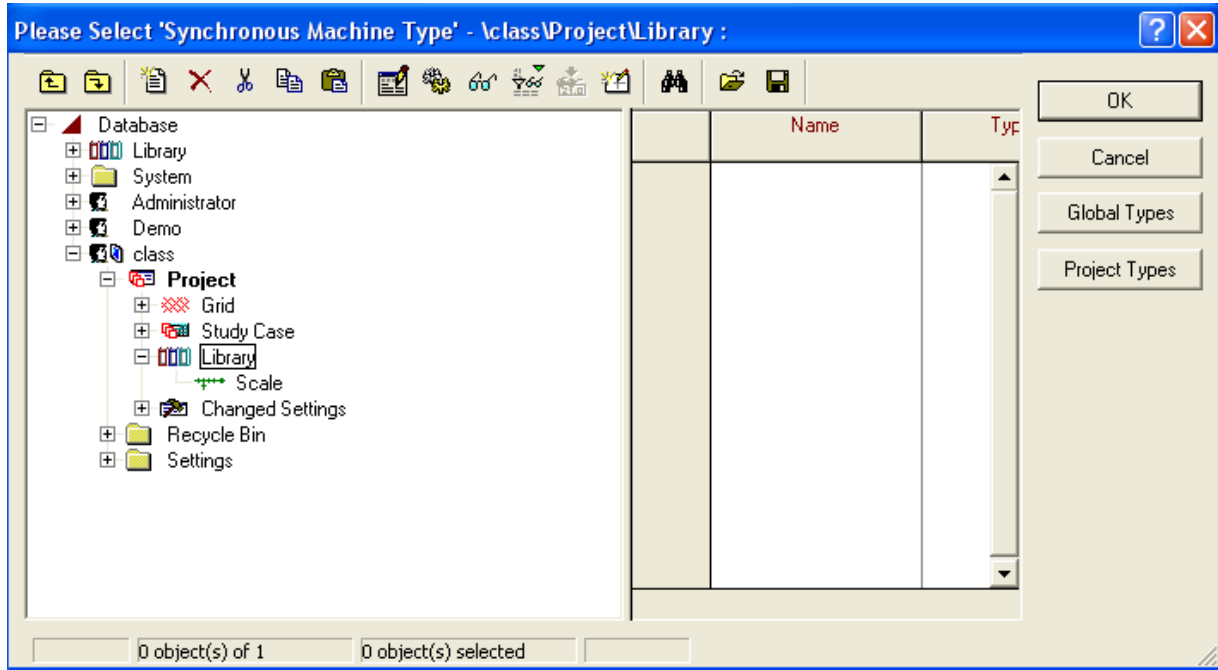 Please Select 'Synchronous Machine Type' - \class\Project\Library :
OK
Cancel
Global Types
Project Types
Name
Typ
Database
Library
System
Administrator
Demo
class
Project
Grid
Study Case
Library
Scale
Changed Settings
Recycle Bin
Settings
0 object(s) of 1
0 object(s) selected